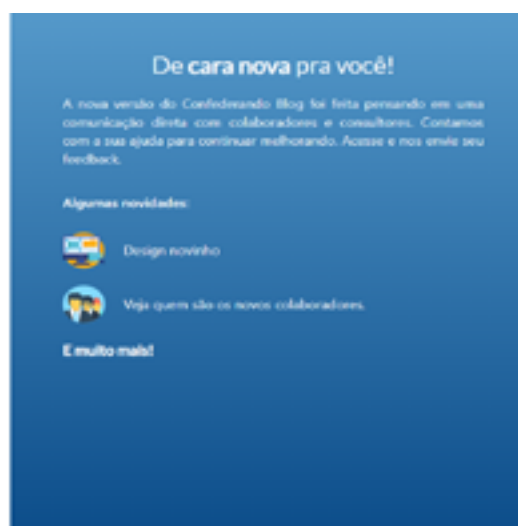 De cara nova pra você!
A nova versão do Confederando Blog foi feita pensando em uma
comunicação direta com colaboradores e consultores. Contamos
com a sua ajuda para continuar melhorando. Acesse e nos envie seu
feedback.
Algumas novidades:
Design novinho
Veja quem são os novos colaboradores.
E muito mais!